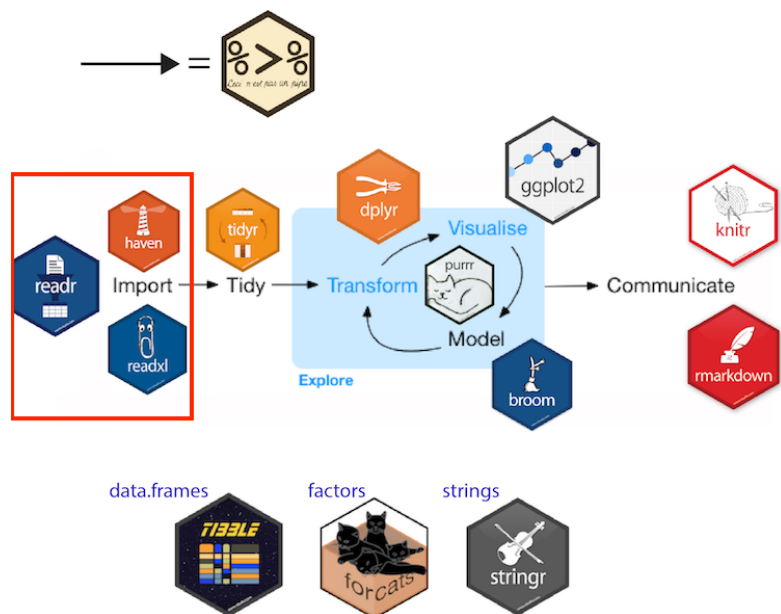 = %>%
Ceci n'est pas un pipe
ggplot2
dplyr
haven
tidyr
Visualise
knitr
purrr
readr
Import
Tidy
Transform
Communicate
Model
readxl
Explore
broom
rmarkdown
data.frames
factors
strings
TIBBLE
forcats
stringr